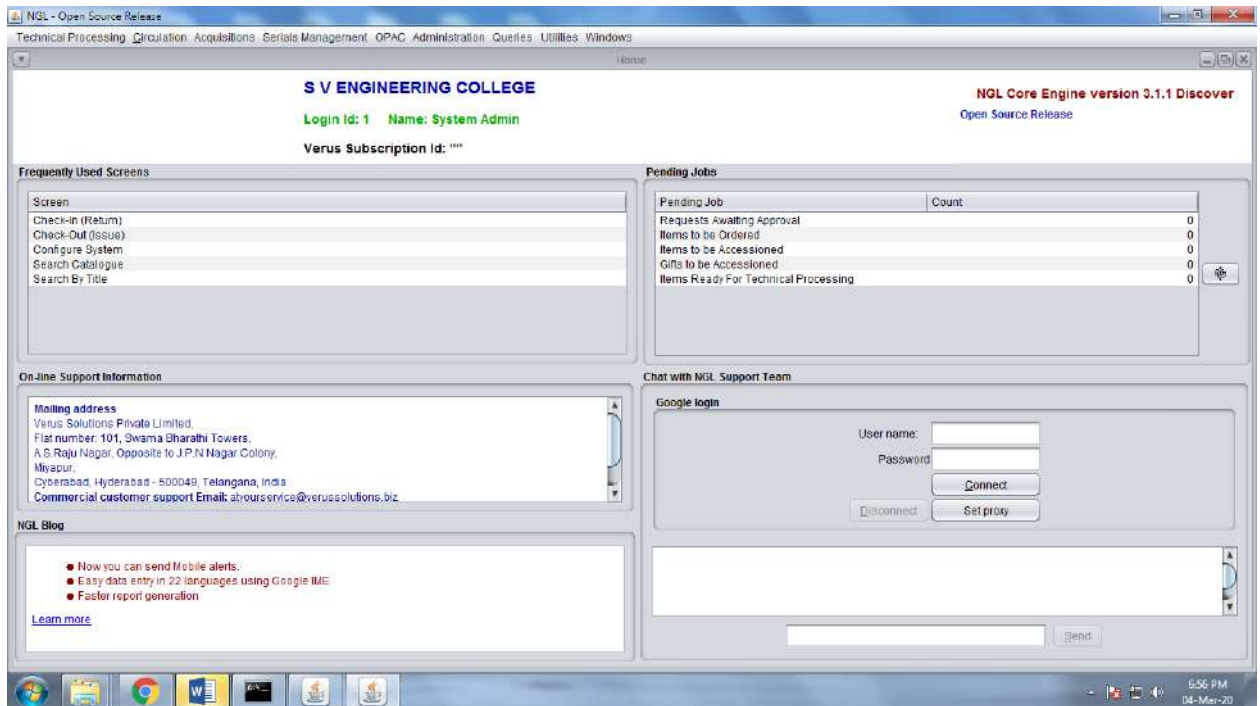 NGL - Open Source Release
Technical Processing Circulation Acquisitions Serials Management OPAC Administration Queries Utilities Windows
Home
S V ENGINEERING COLLEGE
Login Id: 1 Name: System Admin
Verus Subscription Id: ""
NGL Core Engine version 3.1.1 Discover
Open Source Release
Frequently Used Screens
Screen
Check-In (Return)
Check-Out (Issue)
Configure System
Search Catalogue
Search By Title
Pending Jobs
Pending Job Count
Requests Awaiting Approval 0
Items to be Ordered 0
Items to be Accessioned 0
Gifts to be Accessioned 0
Items Ready For Technical Processing 0
On-line Support Information
Mailing address
Verus Solutions Private Limited,
Flat number: 101, Swarna Bharathi Towers,
A.S.Raju Nagar, Opposite to J.P.N Nagar Colony,
Miyapur,
Cyberabad, Hyderabad - 500049, Telangana, India
Commercial customer support Email: atyourservice@verussolutions.biz
NGL Blog
Now you can send Mobile alerts.
Easy data entry in 22 languages using Google IME
Faster report generation
Learn more
Chat with NGL Support Team
Google login
User name:
Password
Connect
Disconnect Set proxy
Send
6:56 PM
04-Mar-20